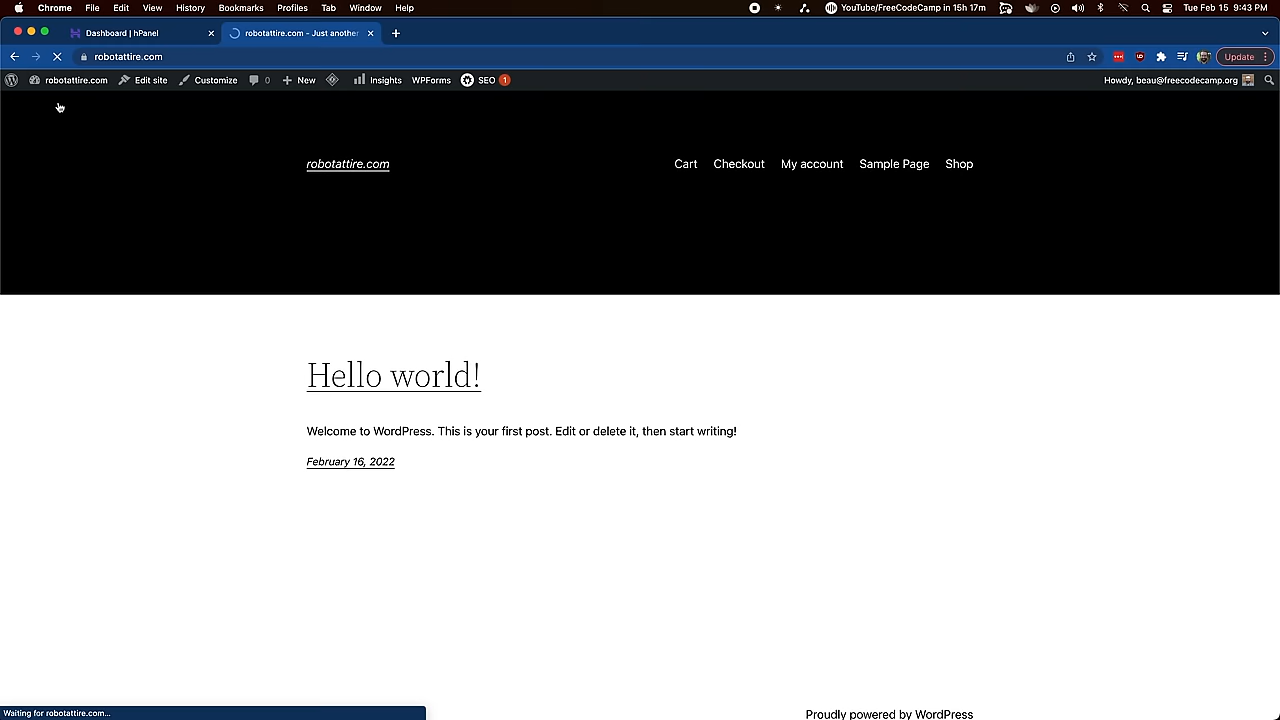 Chrome File Edit View History Bookmarks Profiles Tab Window Help YouTube/FreeCodeCamp in 15h 17m Tue Feb 15 9:43 PM
Dashboard | hPanel robotattire.com - Just another
robotattire.com Update
robotattire.com Edit site Customize 0 New Insights WPForms SEO 1 Howdy, beau@freecodecamp.org
robotattire.com Cart Checkout My account Sample Page Shop
Hello world!
Welcome to WordPress. This is your first post. Edit or delete it, then start writing!
February 16, 2022
Waiting for robotattire.com...
Proudly powered by WordPress